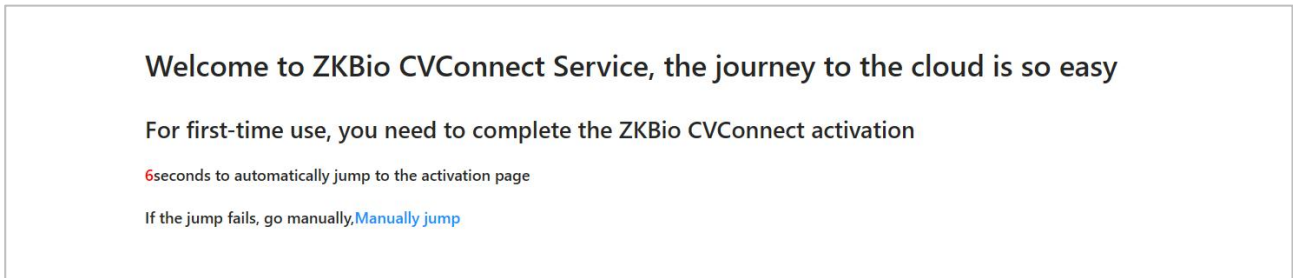 Welcome to ZKBio CVConnect Service, the journey to the cloud is so easy
For first-time use, you need to complete the ZKBio CVConnect activation
6seconds to automatically jump to the activation page
If the jump fails, go manually,Manually jump